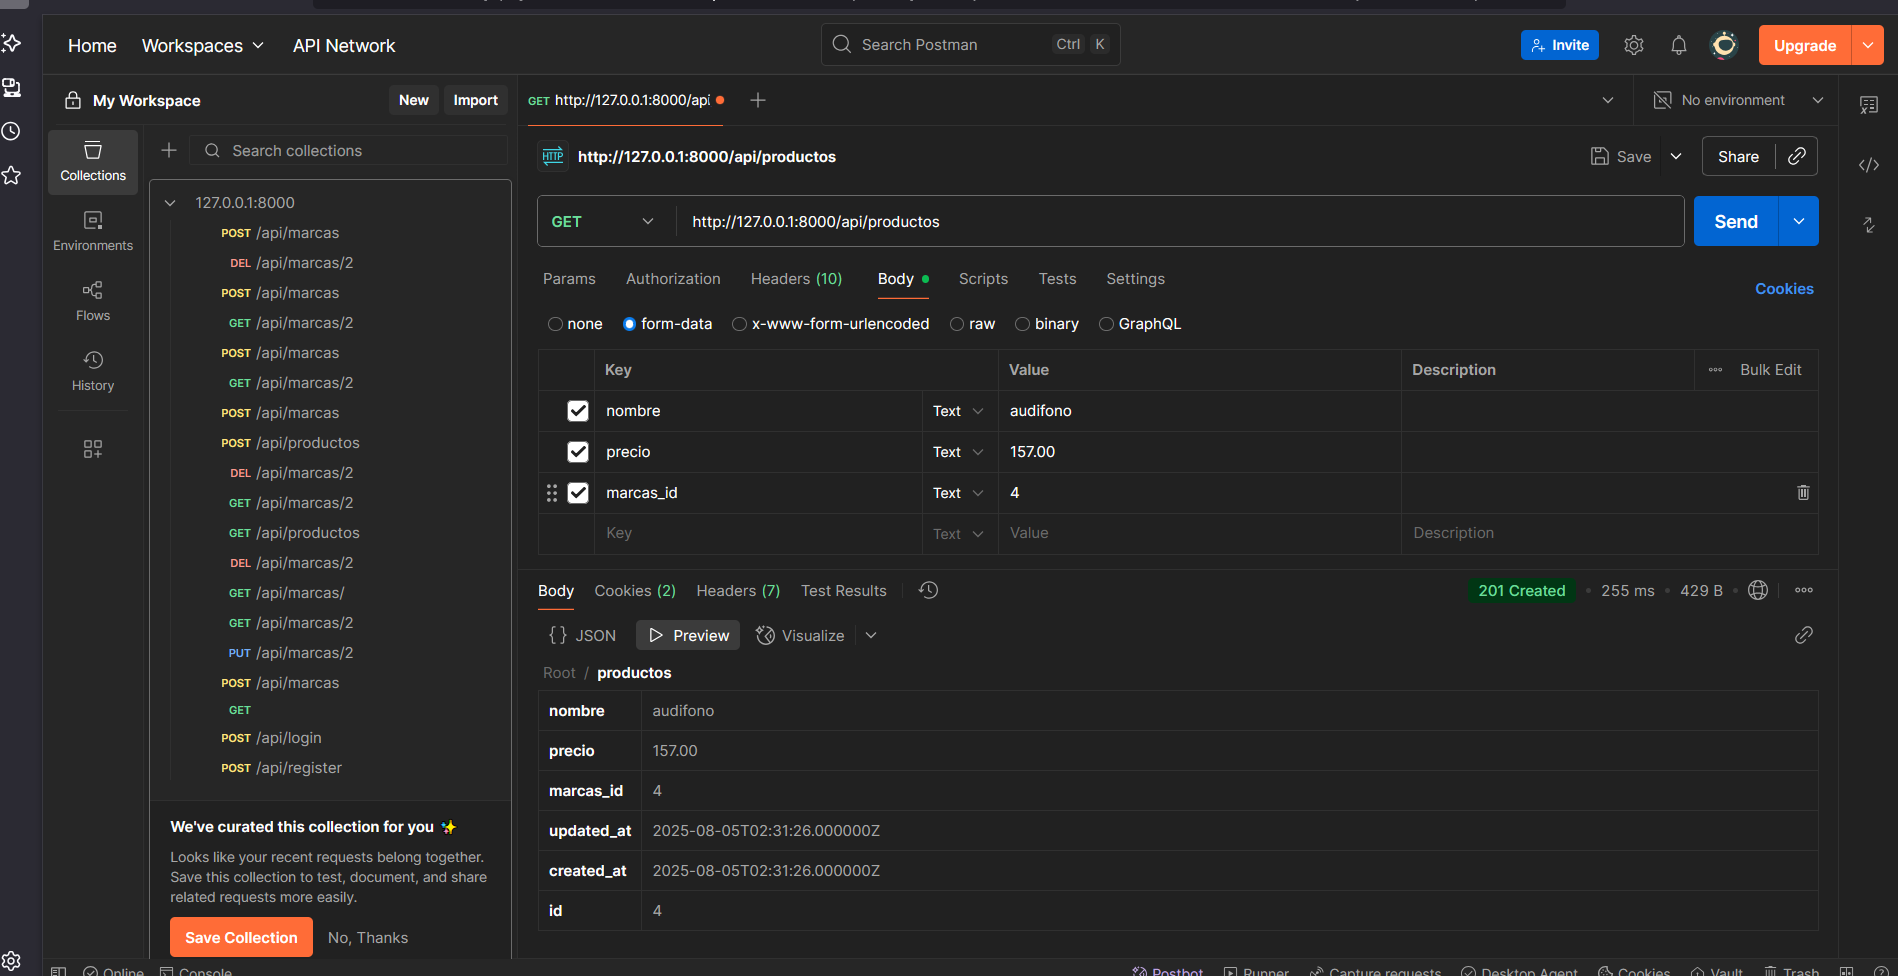 Home Workspaces API Network
Search Postman Ctrl K
Invite
Upgrade
My Workspace
New Import
GET http://127.0.0.1:8000/api
No environment
Collections
Environments
Flows
History
Search collections
127.0.0.1:8000
POST /api/marcas
DEL /api/marcas/2
POST /api/marcas
GET /api/marcas/2
POST /api/marcas
GET /api/marcas/2
POST /api/marcas
POST /api/productos
DEL /api/marcas/2
GET /api/marcas/2
GET /api/productos
DEL /api/marcas/2
GET /api/marcas/
GET /api/marcas/2
PUT /api/marcas/2
POST /api/marcas
GET
POST /api/login
POST /api/register
We've curated this collection for you ✨
Looks like your recent requests belong together.
Save this collection to test, document, and share
related requests more easily.
Save Collection No, Thanks
HTTP http://127.0.0.1:8000/api/productos
Save Share
GET http://127.0.0.1:8000/api/productos
Send
Params Authorization Headers (10) Body Scripts Tests Settings
Cookies
none form-data x-www-form-urlencoded raw binary GraphQL
Key Value Description Bulk Edit
nombre Text audifono
precio Text 157.00
marcas_id Text 4
Key Text Value Description
Body Cookies (2) Headers (7) Test Results
201 Created 255 ms 429 B
{} JSON Preview Visualize
Root / productos
nombre audifono
precio 157.00
marcas_id 4
updated_at 2025-08-05T02:31:26.000000Z
created_at 2025-08-05T02:31:26.000000Z
id 4
Online Console
Postbot Runner Capture requests Desktop Agent Cookies Vault Trash